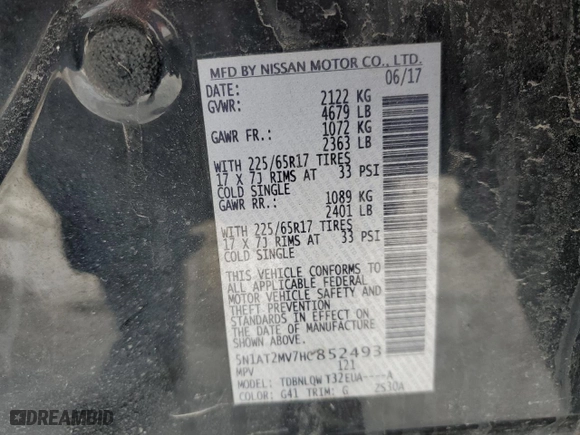 MFD BY NISSAN MOTOR CO., LTD.
DATE: 06/17
GVWR: 2122 KG
4679 LB
GAWR FR.: 1072 KG
2363 LB
WITH 225/65R17 TIRES
17 X 7J RIMS AT 33 PSI
COLD SINGLE
GAWR RR.: 1089 KG
2401 LB
WITH 225/65R17 TIRES
17 X 7J RIMS AT 33 PSI
COLD SINGLE
THIS VEHICLE CONFORMS TO
ALL APPLICABLE FEDERAL
MOTOR VEHICLE SAFETY AND
THEFT PREVENTION
STANDARDS IN EFFECT ON
THE DATE OF MANUFACTURE
SHOWN ABOVE.
5N1AT2MV7HC852493
MPV 121
MODEL: TDBNLQW T32EUA----A
COLOR: G41 TRIM: G 2530A
DREAMBID